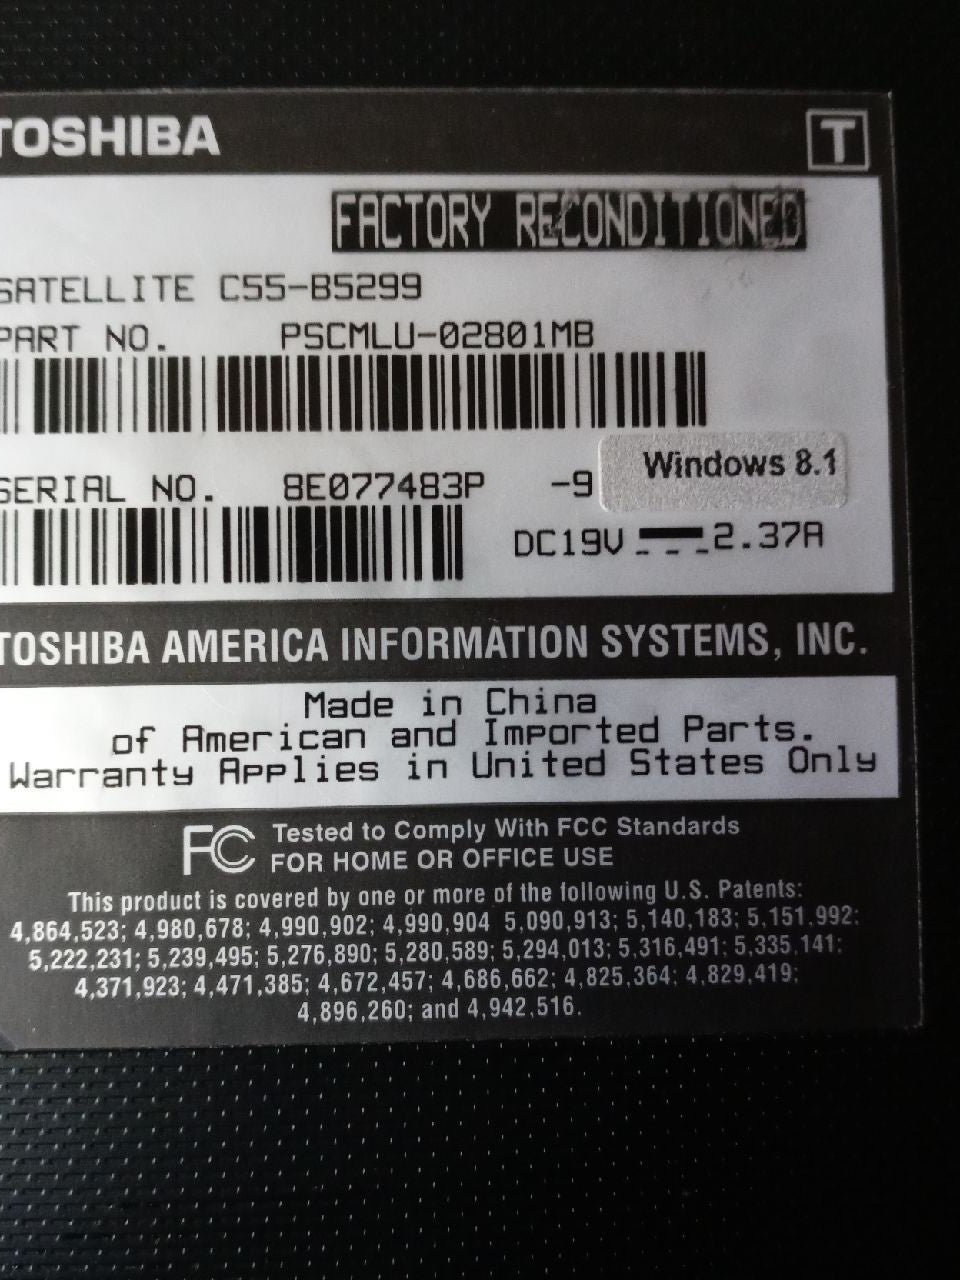 TOSHIBA
T
FACTORY RECONDITIONED
SATELLITE C55-B5299
PART NO. PSCMLU-02801MB
SERIAL NO. 8E077483P -9
Windows 8.1
DC19V 2.37A
TOSHIBA AMERICA INFORMATION SYSTEMS, INC.
Made in China
of American and Imported Parts.
Warranty Applies in United States Only
FC Tested to Comply With FCC Standards
FOR HOME OR OFFICE USE
This product is covered by one or more of the following U.S. Patents:
4,864,523; 4,980,678; 4,990,902; 4,990,904 5,090,913; 5,140,183; 5,151,992;
5,222,231; 5,239,495; 5,276,890; 5,280,589; 5,294,013; 5,316,491; 5,335,141;
4,371,923; 4,471,385; 4,672,457; 4,686,662; 4,825,364; 4,829,419;
4,896,260; and 4,942,516.